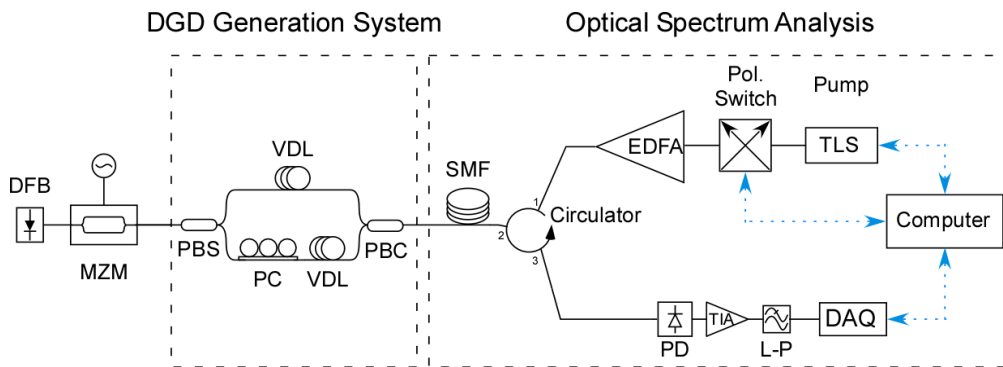 DGD Generation System
Optical Spectrum Analysis
Pol.
Switch
Pump
VDL
SMF
EDFA
TLS
DFB
1
Circulator
Computer
2
PBS
PBC
MZM
PC
VDL
3
TIA
DAQ
PD
L-P